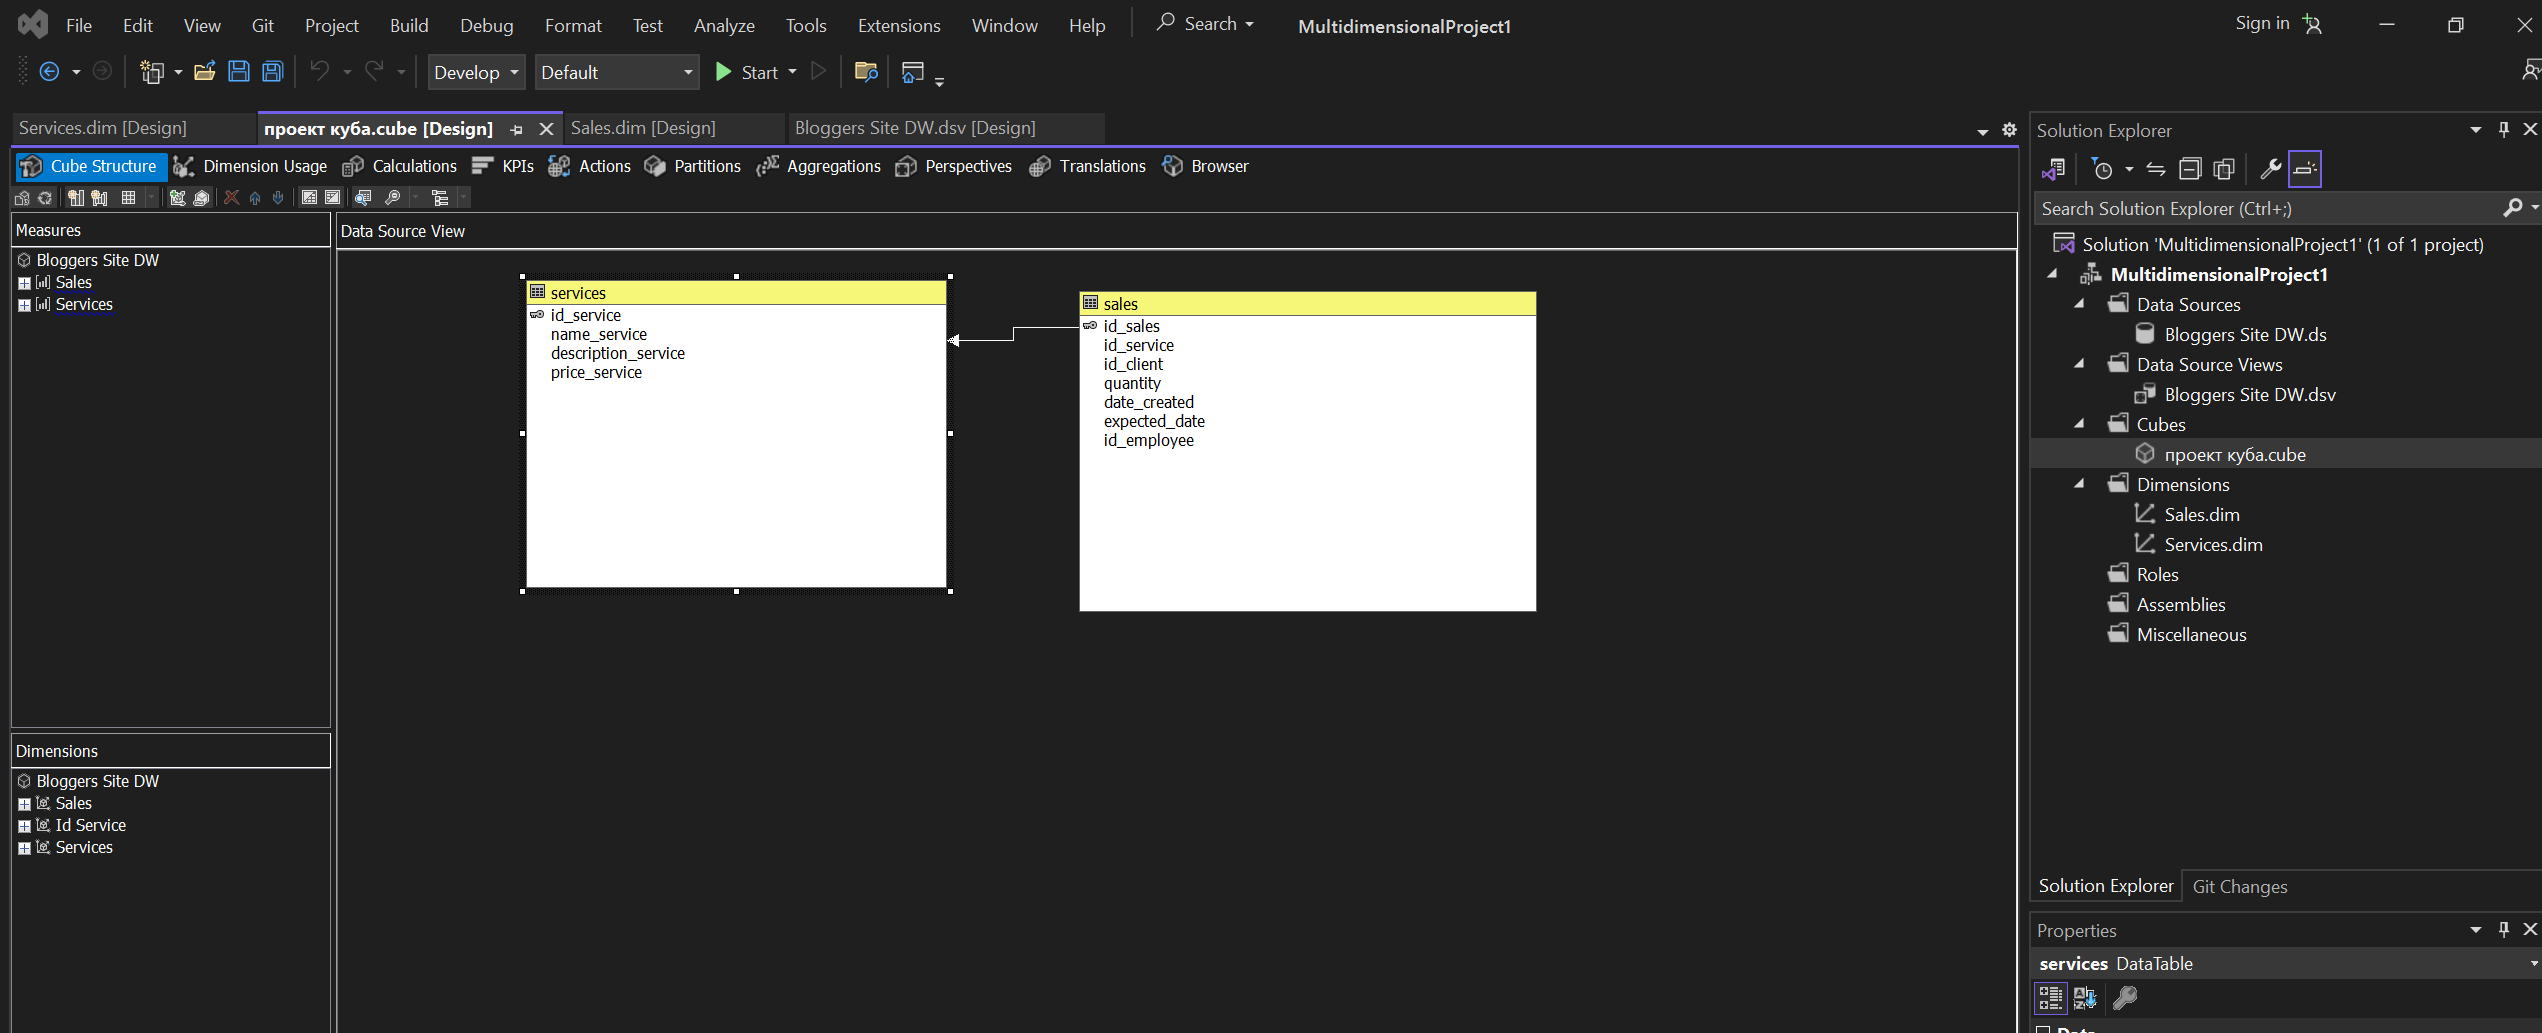 File Edit View Git Project Build Debug Format Test Analyze Tools Extensions Window Help Search MultidimensionalProject1 Sign in
Develop Default Start
Services.dim [Design] проект куба.cube [Design] Sales.dim [Design] Bloggers Site DW.dsv [Design]
Cube Structure Dimension Usage Calculations KPIs Actions Partitions Aggregations Perspectives Translations Browser
Measures
Bloggers Site DW
Sales
Services
Dimensions
Bloggers Site DW
Sales
Id Service
Services
Data Source View
services
id_service
name_service
description_service
price_service
sales
id_sales
id_service
id_client
quantity
date_created
expected_date
id_employee
Solution Explorer
Search Solution Explorer (Ctrl+;)
Solution 'MultidimensionalProject1' (1 of 1 project)
MultidimensionalProject1
Data Sources
Bloggers Site DW.ds
Data Source Views
Bloggers Site DW.dsv
Cubes
проект куба.cube
Dimensions
Sales.dim
Services.dim
Roles
Assemblies
Miscellaneous
Solution Explorer Git Changes
Properties
services DataTable
Data